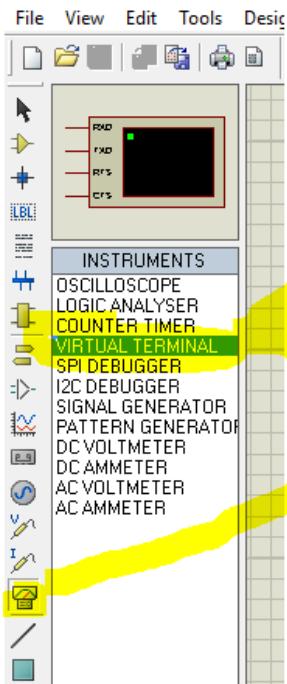 File View Edit Tools Desig
RXD
TXD
RTS
CTS
LBL
INSTRUMENTS
OSCILLOSCOPE
LOGIC ANALYSER
COUNTER TIMER
VIRTUAL TERMINAL
SPI DEBUGGER
I2C DEBUGGER
SIGNAL GENERATOR
PATTERN GENERATOR
DC VOLTMETER
DC AMMETER
AC VOLTMETER
AC AMMETER
V
I